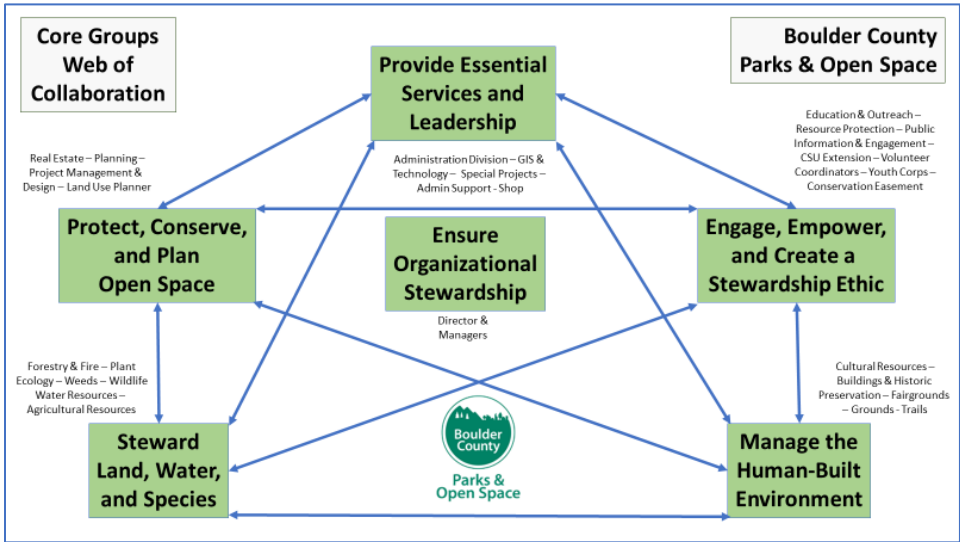 Core Groups
Web of
Collaboration
Provide Essential
Services and
Leadership
Boulder County
Parks & Open Space
Real Estate – Planning –
Project Management &
Design – Land Use Planner
Administration Division – GIS &
Technology – Special Projects –
Admin Support - Shop
Education & Outreach –
Resource Protection – Public
Information & Engagement –
CSU Extension – Volunteer
Coordinators – Youth Corps –
Conservation Easement
Protect, Conserve,
and Plan
Open Space
Ensure
Organizational
Stewardship
Engage, Empower,
and Create a
Stewardship Ethic
Director &
Managers
Forestry & Fire – Plant
Ecology – Weeds – Wildlife
Water Resources –
Agricultural Resources
Cultural Resources –
Buildings & Historic
Preservation – Fairgrounds
– Grounds - Trails
Steward
Land, Water,
and Species
Boulder
County
Parks &
Open Space
Manage the
Human-Built
Environment